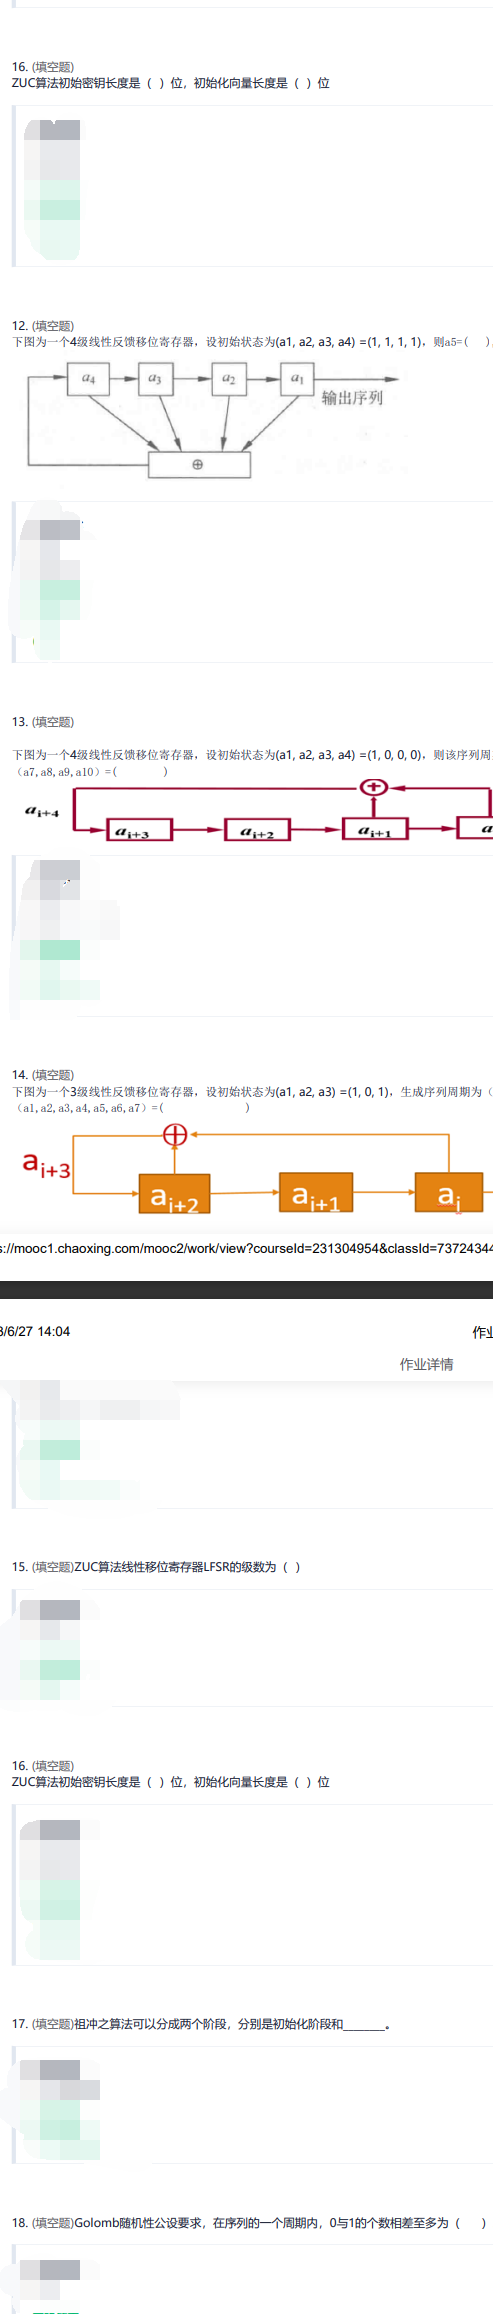 16. (填空题)
ZUC算法初始密钥长度是（ ）位，初始化向量长度是（ ）位
12. (填空题)
下图为一个4级线性反馈移位寄存器，设初始状态为(a1, a2, a3, a4) =(1, 1, 1, 1)，则a5=( ),
a4 a3 a2 a1
输出序列
⊕
13. (填空题)
下图为一个4级线性反馈移位寄存器，设初始状态为(a1, a2, a3, a4) =(1, 0, 0, 0)，则该序列周
（a7,a8,a9,a10）=( )
ai+4
ai+3 ai+2 ai+1 a
14. (填空题)
下图为一个3级线性反馈移位寄存器，设初始状态为(a1, a2, a3) =(1, 0, 1)，生成序列周期为（
（a1,a2,a3,a4,a5,a6,a7）=( )
ai+3
ai+2 ai+1 ai
s://mooc1.chaoxing.com/mooc2/work/view?courseId=231304954&classId=7372434
3/6/27 14:04
作业
作业详情
15. (填空题)ZUC算法线性移位寄存器LFSR的级数为（ ）
16. (填空题)
ZUC算法初始密钥长度是（ ）位，初始化向量长度是（ ）位
17. (填空题)祖冲之算法可以分成两个阶段，分别是初始化阶段和_______。
18. (填空题)Golomb随机性公设要求，在序列的一个周期内，0与1的个数相差至多为（ ）